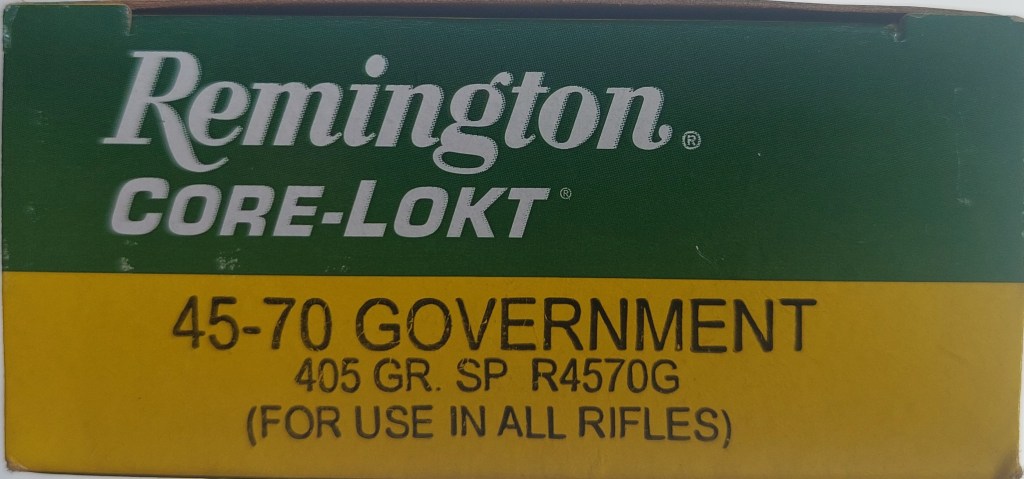 Remington®
CORE-LOKT®
45-70 GOVERNMENT
405 GR. SP R4570G
(FOR USE IN ALL RIFLES)